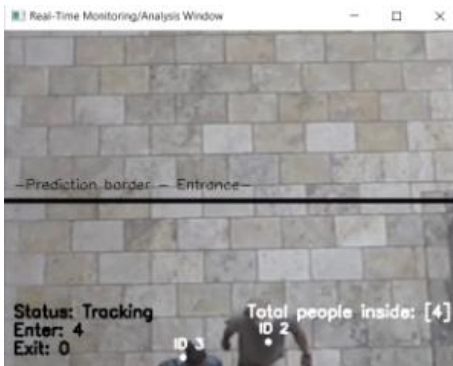 Real-Time Monitoring/Analysis Window
-Prediction border - Entrance-
Status: Tracking
Total people inside: [4]
Enter: 4
ID 2
Exit: 0
ID 3